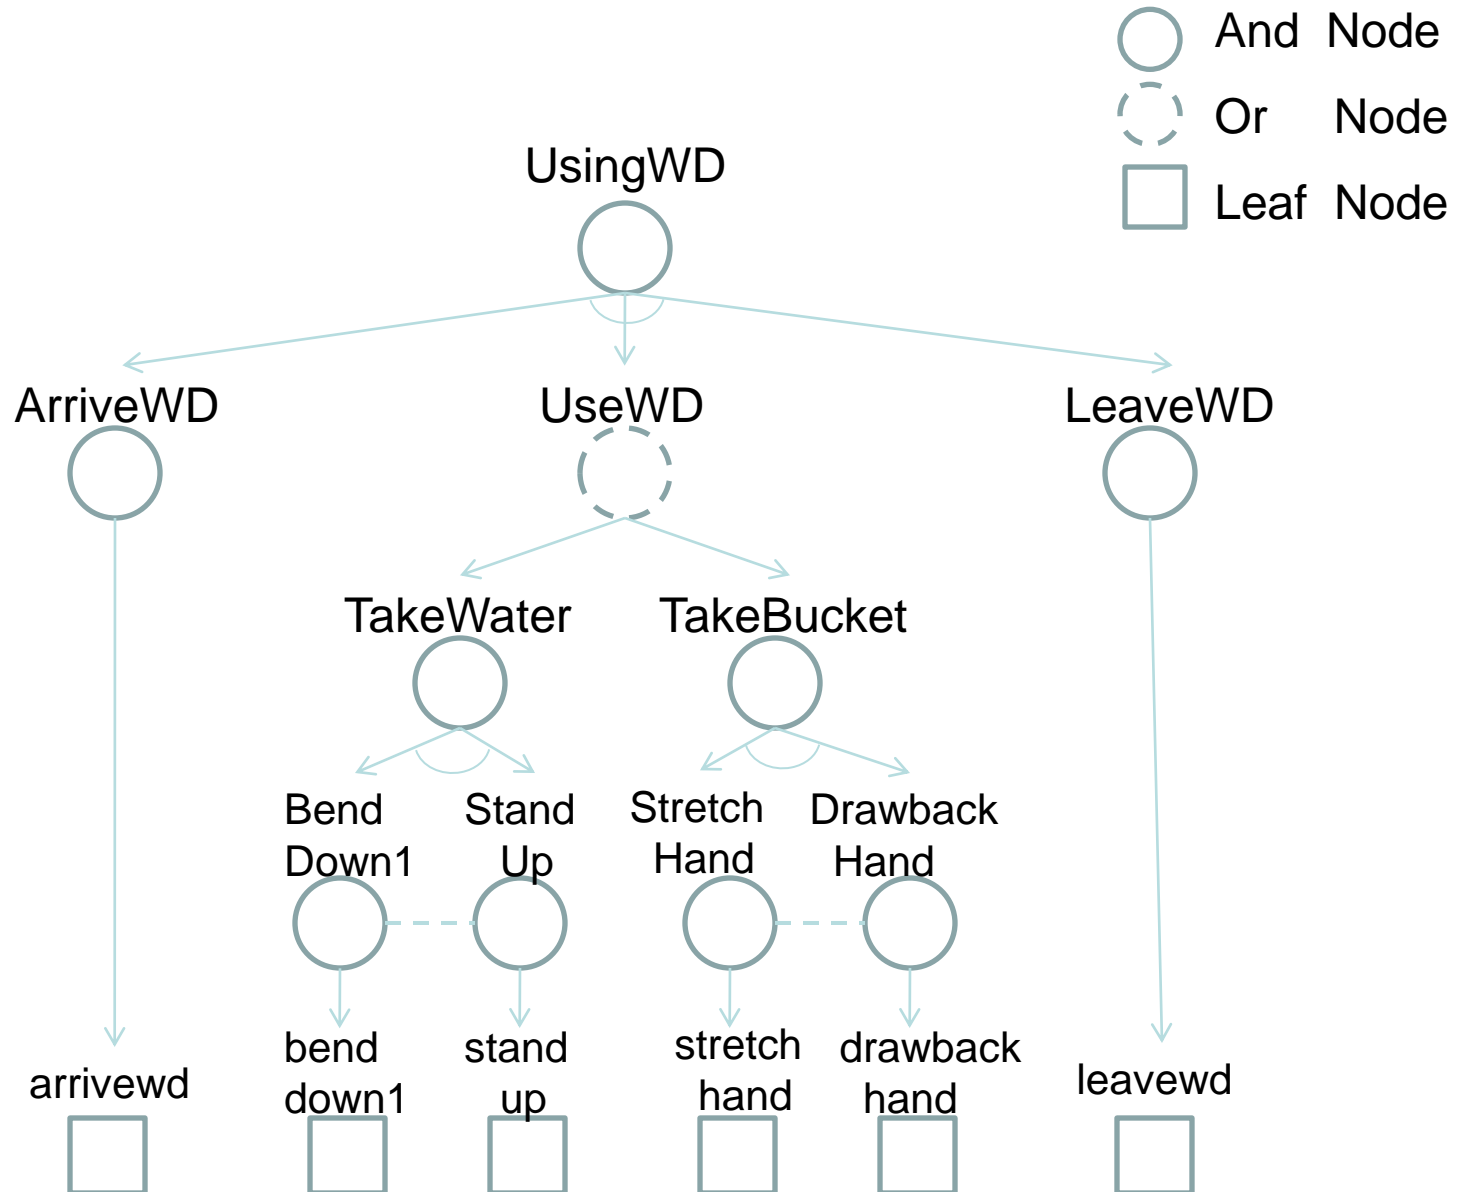 And Node
Or Node
Leaf Node
UsingWD
ArriveWD
UseWD
LeaveWD
TakeWater
TakeBucket
Bend
Down1
Stand
Up
Stretch
Hand
Drawback
Hand
arrivewd
bend
down1
stand
up
stretch
hand
drawback
hand
leavewd